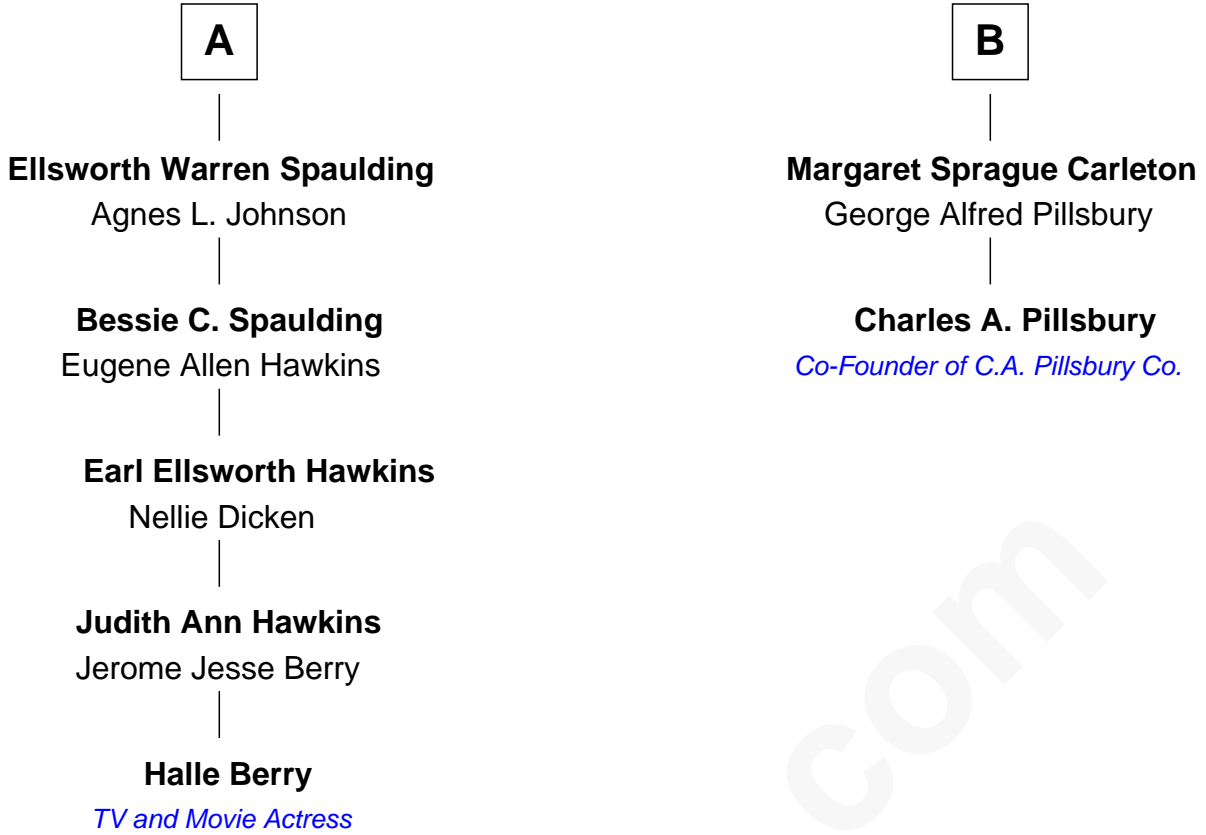 A
Ellsworth Warren Spaulding
Agnes L. Johnson
Bessie C. Spaulding
Eugene Allen Hawkins
Earl Ellsworth Hawkins
Nellie Dicken
Judith Ann Hawkins
Jerome Jesse Berry
Halle Berry
TV and Movie Actress
B
Margaret Sprague Carleton
George Alfred Pillsbury
Charles A. Pillsbury
Co-Founder of C.A. Pillsbury Co.
com